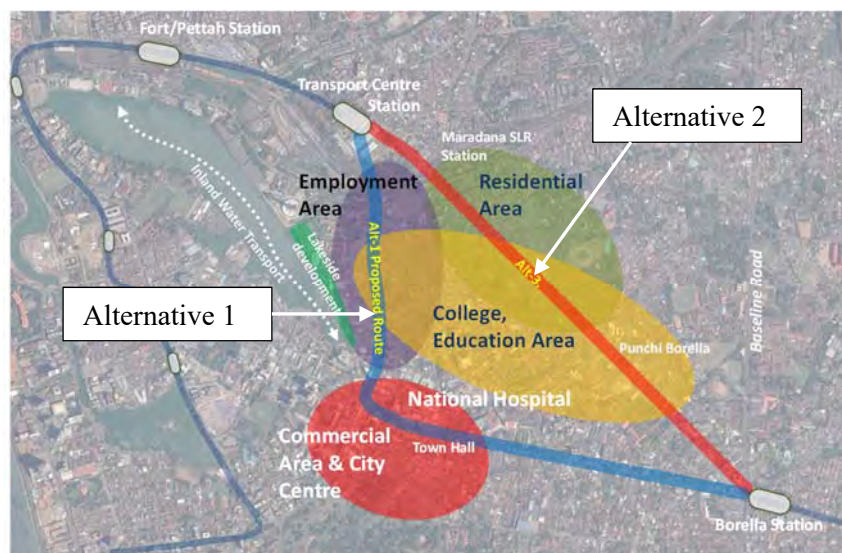 Fort/Pettah Station
Transport Centre
Station
Alternative 2
Maradana SLR
Station
Employment
Area
Residential
Area
Inland Water Transport
Lakeside
development
Alt-1 Proposed Route
Alt-3,
Alternative 1
College,
Education Area
Baseline Road
Punchi Borella
National Hospital
Commercial
Area & City
Centre
Town Hall
Borella Station